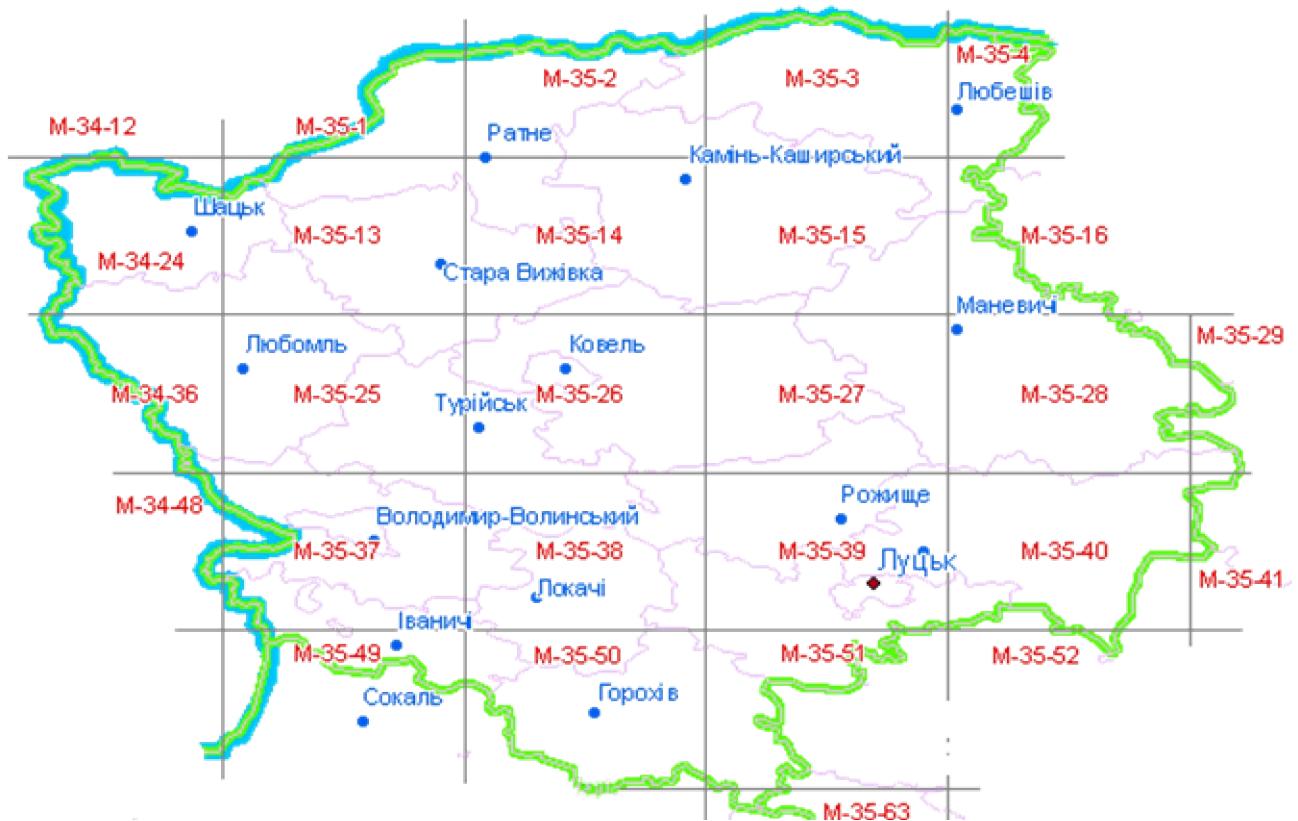 М-35-4
М-35-2
М-35-3
Любешів
М-34-12
М-35-1
Ратне
Камінь-Каширський
Шацьк
М-35-13
М-35-14
М-35-15
М-35-16
М-34-24
Стара Вижівка
Маневичі
М-35-29
Любомль
Ковель
М-34-36
М-35-25
М-35-26
М-35-27
М-35-28
Турійськ
Рожище
М-34-48
Володимир-Волинський
М-35-37
М-35-38
М-35-39
Луцьк
М-35-40
М-35-41
Локачі
Іваничі
М-35-49
М-35-50
М-35-51
М-35-52
Сокаль
Горохів
М-35-63